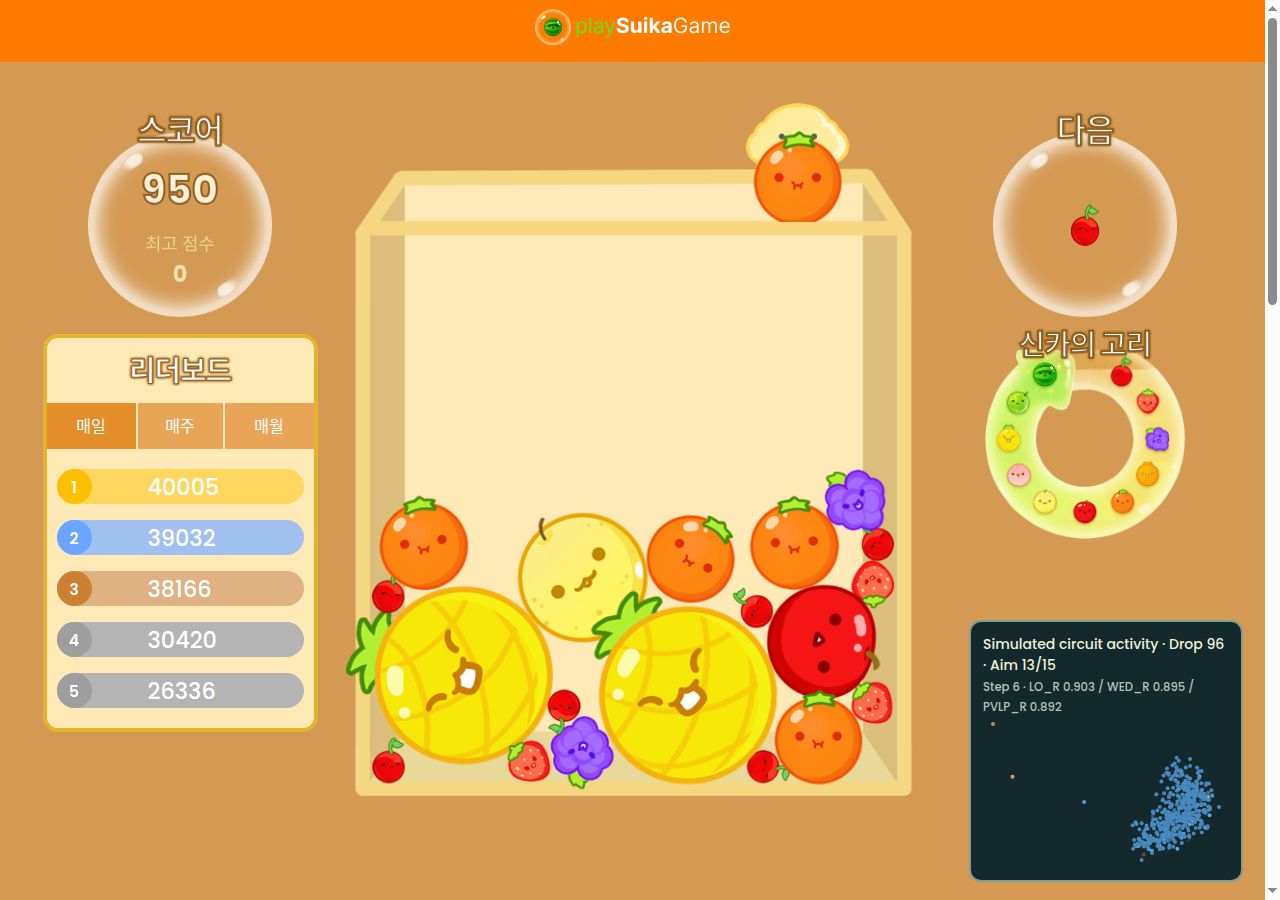 playSuikaGame
스코어
950
최고 점수
0
다음
신카의 고리
리더보드
매일 매주 매월
1 40005
2 39032
3 38166
4 30420
5 26336
Simulated circuit activity · Drop 96
· Aim 13/15
Step 6 · LO_R 0.903 / WED_R 0.895 /
PVLP_R 0.892